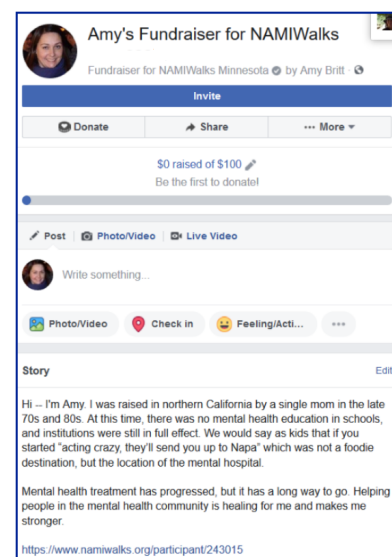 Amy's Fundraiser for NAMIWalks
Fundraiser for NAMIWalks Minnesota by Amy Britt ·
Invite
Donate
Share
··· More
$0 raised of $100
Be the first to donate!
Post
Photo/Video
Live Video
Write something...
Photo/Video
Check in
Feeling/Acti...
···
Story
Edit
Hi -- I'm Amy. I was raised in northern California by a single mom in the late
70s and 80s. At this time, there was no mental health education in schools,
and institutions were still in full effect. We would say as kids that if you
started "acting crazy, they'll send you up to Napa" which was not a foodie
destination, but the location of the mental hospital.
Mental health treatment has progressed, but it has a long way to go. Helping
people in the mental health community is healing for me and makes me
stronger.
https://www.namiwalks.org/participant/243015